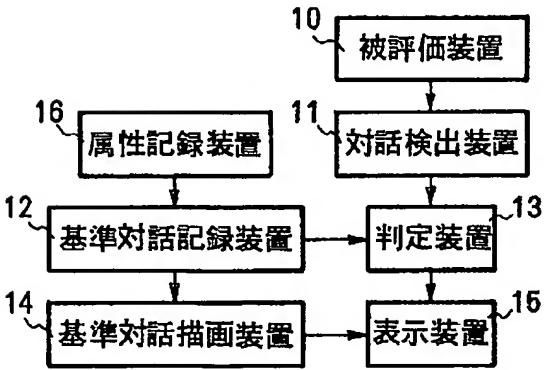 10
被評価装置
16
11
属性記録装置
対話検出装置
12
13
基準対話記録装置
判定装置
14
15
基準対話描画装置
表示装置